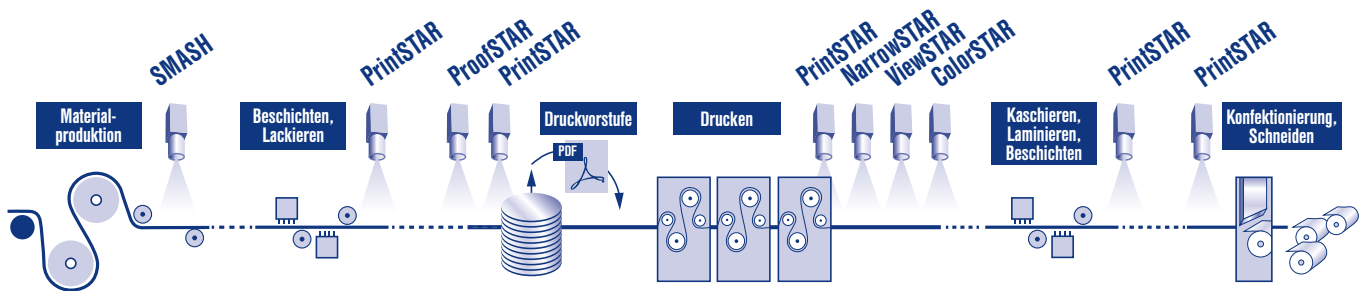 SMASH
PrintSTAR
ProofSTAR
PrintSTAR
PrintSTAR
NarrowSTAR
ViewSTAR
ColorSTAR
PrintSTAR
PrintSTAR
Material-
produktion
Beschichten,
Lackieren
Druckvorstufe
PDF
Drucken
Kaschieren,
Laminieren,
Beschichten
Konfektionierung,
Schneiden